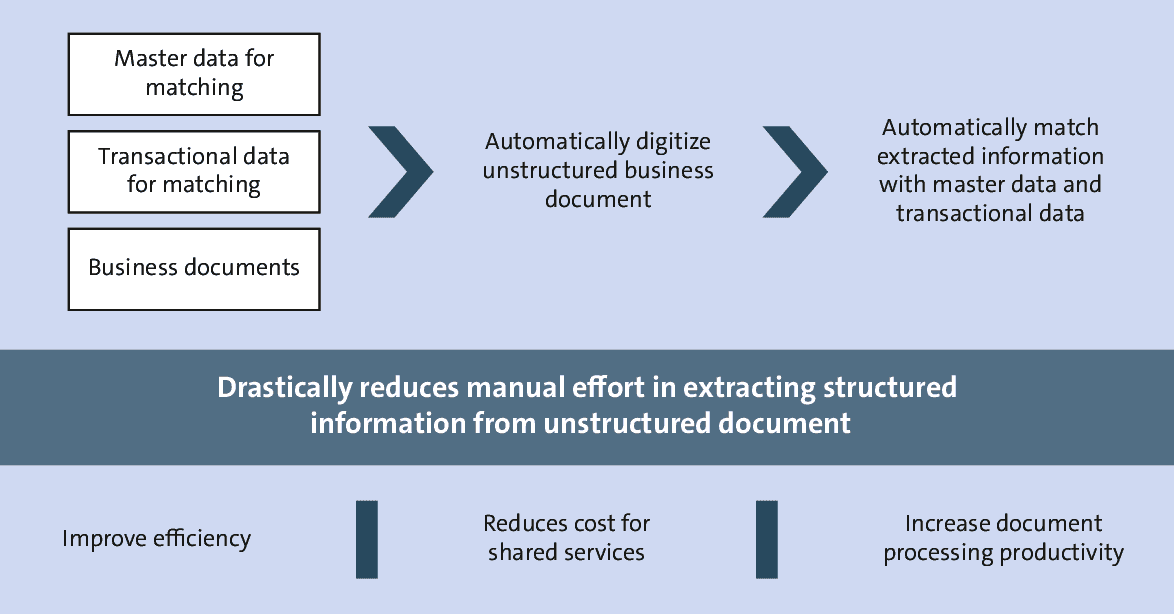 Master data for
matching
Transactional data
for matching
Business documents
Automatically digitize
unstructured business
document
Automatically match
extracted information
with master data and
transactional data
Drastically reduces manual effort in extracting structured
information from unstructured document
Improve efficiency
Reduces cost for
shared services
Increase document
processing productivity